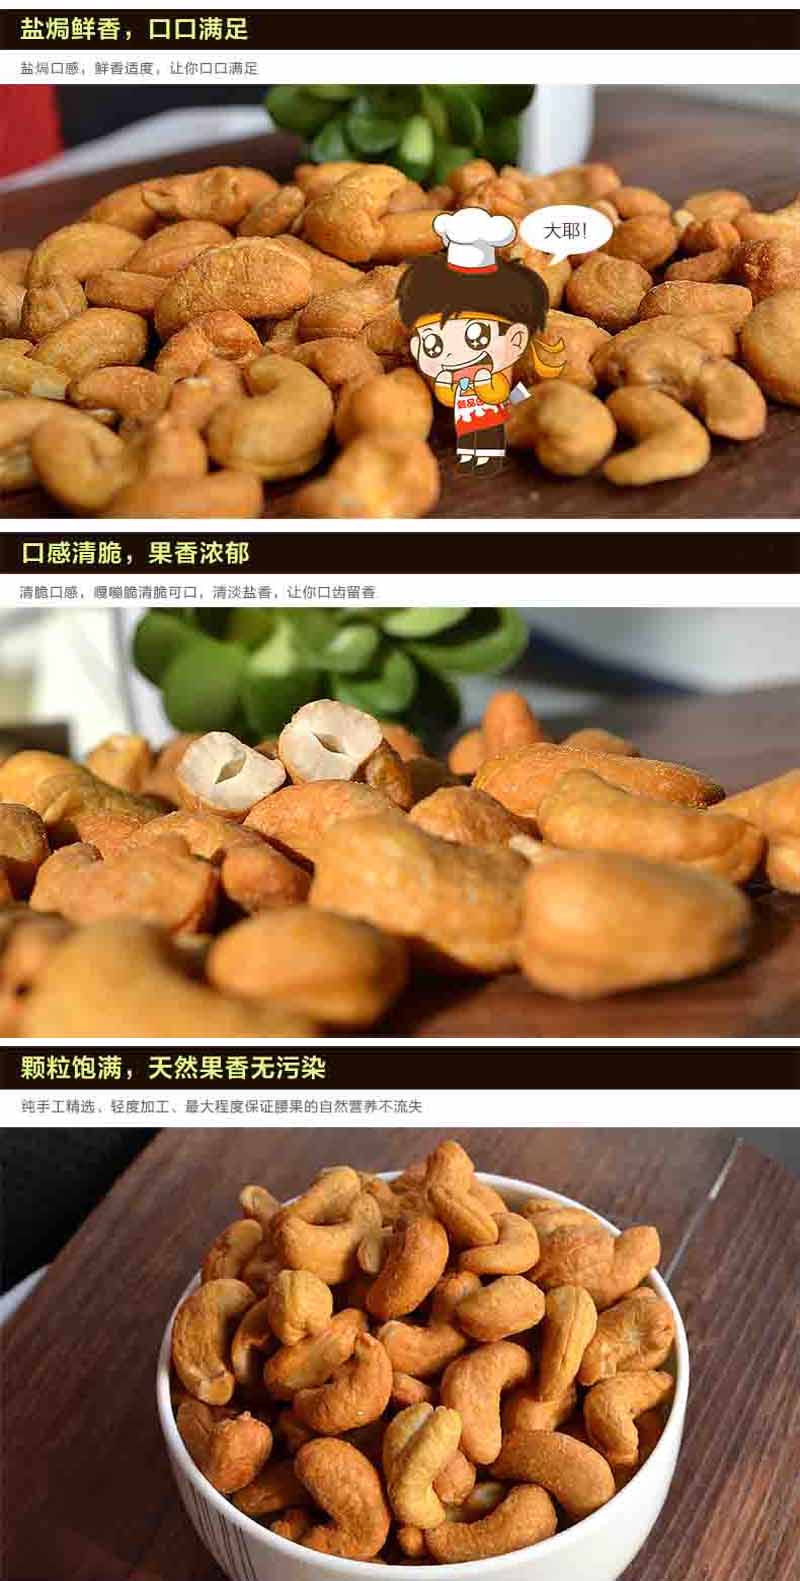 盐焗鲜香，口口满足
盐焗口感，鲜香适度，让你口口满足
大耶！
口感清脆，果香浓郁
清脆口感，嘎嘣脆清脆可口，清淡盐香，让你口齿留香
颗粒饱满，天然果香无污染
纯手工精选、轻度加工、最大程度保证腰果的自然营养不流失